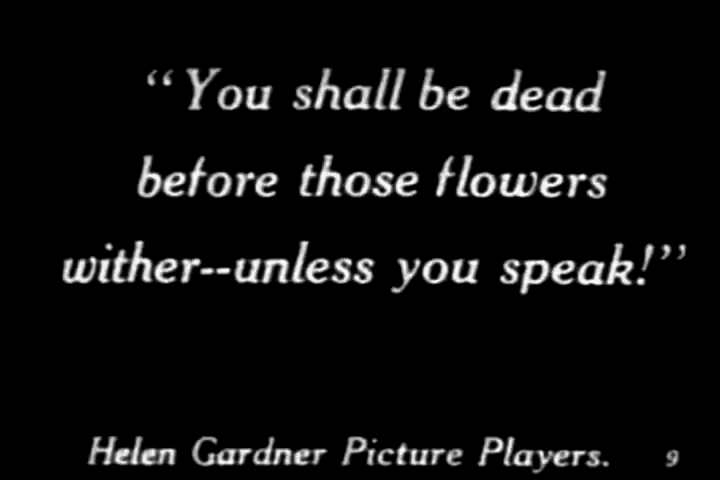 “You shall be dead
before those flowers
wither--unless you speak!”
Helen Gardner Picture Players. 9